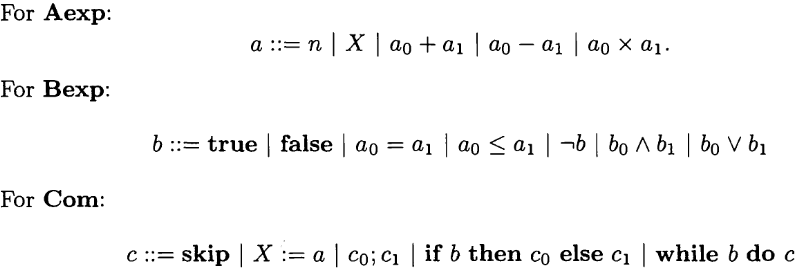 For Aexp:
a ::= n | X | a₀ + a₁ | a₀ − a₁ | a₀ × a₁.
For Bexp:
b ::= true | false | a₀ = a₁ | a₀ ≤ a₁ | ¬b | b₀ ∧ b₁ | b₀ ∨ b₁
For Com:
c ::= skip | X := a | c₀; c₁ | if b then c₀ else c₁ | while b do c